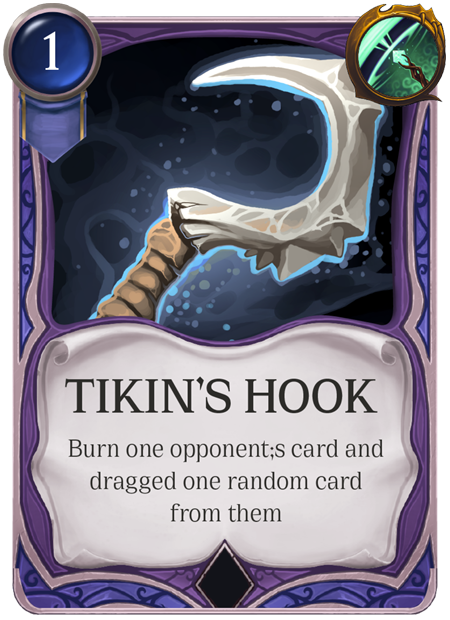 1
TIKIN'S HOOK
Burn one opponent;s card and
dragged one random card
from them